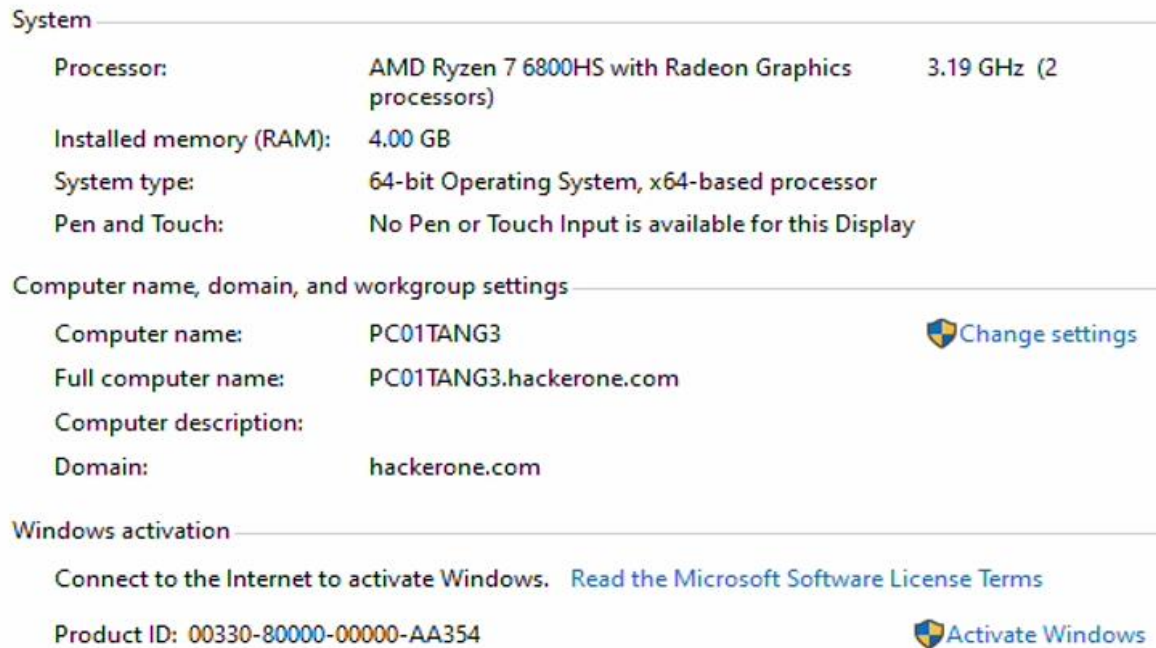 System
Processor: AMD Ryzen 7 6800HS with Radeon Graphics 3.19 GHz (2
processors)
Installed memory (RAM): 4.00 GB
System type: 64-bit Operating System, x64-based processor
Pen and Touch: No Pen or Touch Input is available for this Display
Computer name, domain, and workgroup settings
Computer name: PC01TANG3 Change settings
Full computer name: PC01TANG3.hackerone.com
Computer description:
Domain: hackerone.com
Windows activation
Connect to the Internet to activate Windows. Read the Microsoft Software License Terms
Product ID: 00330-80000-00000-AA354 Activate Windows